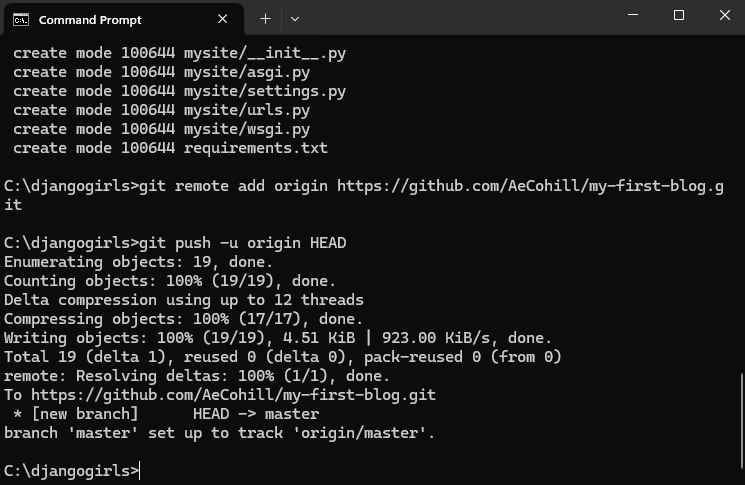 Command Prompt
create mode 100644 mysite/__init__.py
create mode 100644 mysite/asgi.py
create mode 100644 mysite/settings.py
create mode 100644 mysite/urls.py
create mode 100644 mysite/wsgi.py
create mode 100644 requirements.txt
C:\djangogirls>git remote add origin https://github.com/AeCohill/my-first-blog.g
it
C:\djangogirls>git push -u origin HEAD
Enumerating objects: 19, done.
Counting objects: 100% (19/19), done.
Delta compression using up to 12 threads
Compressing objects: 100% (17/17), done.
Writing objects: 100% (19/19), 4.51 KiB | 923.00 KiB/s, done.
Total 19 (delta 1), reused 0 (delta 0), pack-reused 0 (from 0)
remote: Resolving deltas: 100% (1/1), done.
To https://github.com/AeCohill/my-first-blog.git
 * [new branch]      HEAD -> master
branch 'master' set up to track 'origin/master'.
C:\djangogirls>